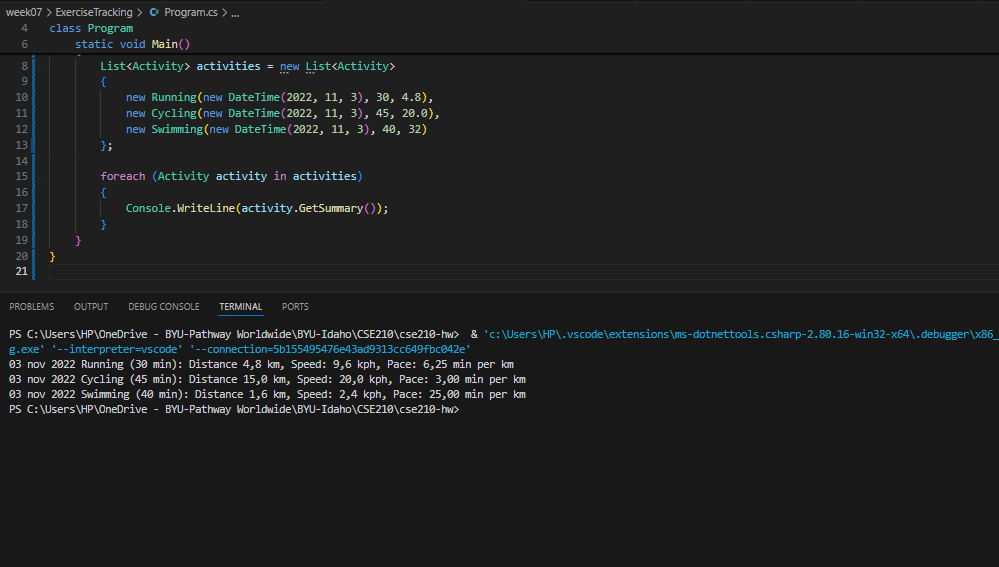 week07 > ExerciseTracking > C# Program.cs > ...
4 class Program
6 static void Main()
8 List<Activity> activities = new List<Activity>
9 {
10 new Running(new DateTime(2022, 11, 3), 30, 4.8),
11 new Cycling(new DateTime(2022, 11, 3), 45, 20.0),
12 new Swimming(new DateTime(2022, 11, 3), 40, 32)
13 };
14
15 foreach (Activity activity in activities)
16 {
17 Console.WriteLine(activity.GetSummary());
18 }
19 }
20 }
21
PROBLEMS OUTPUT DEBUG CONSOLE TERMINAL PORTS
PS C:\Users\HP\OneDrive - BYU-Pathway Worldwide\BYU-Idaho\CSE210\cse210-hw> & 'c:\Users\HP\.vscode\extensions\ms-dotnettools.csharp-2.80.16-win32-x64\.debugger\x86_
g.exe' '--interpreter=vscode' '--connection=5b155495476e43ad9313cc649fbc042e'
03 nov 2022 Running (30 min): Distance 4,8 km, Speed: 9,6 kph, Pace: 6,25 min per km
03 nov 2022 Cycling (45 min): Distance 15,0 km, Speed: 20,0 kph, Pace: 3,00 min per km
03 nov 2022 Swimming (40 min): Distance 1,6 km, Speed: 2,4 kph, Pace: 25,00 min per km
PS C:\Users\HP\OneDrive - BYU-Pathway Worldwide\BYU-Idaho\CSE210\cse210-hw>